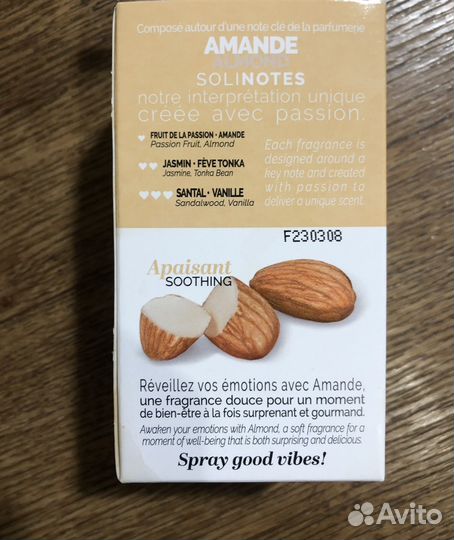 Composé autour d'une note clé de la parfumerie
AMANDE
ALMOND
SOLINOTES
notre interprétation unique
créée avec passion.
FRUIT DE LA PASSION • AMANDE
Passion Fruit, Almond
JASMIN • FÈVE TONKA
Jasmine, Tonka Bean
SANTAL • VANILLE
Sandalwood, Vanilla
Each fragrance is
designed around a
key note and created
with passion to
deliver a unique scent.
F230308
Apaisant
SOOTHING
Réveillez vos émotions avec Amande,
une fragrance douce pour un moment
de bien-être à la fois surprenant et gourmand.
Awaken your emotions with Almond, a soft fragrance for a
moment of well-being that is both surprising and delicious.
Spray good vibes!
Avito